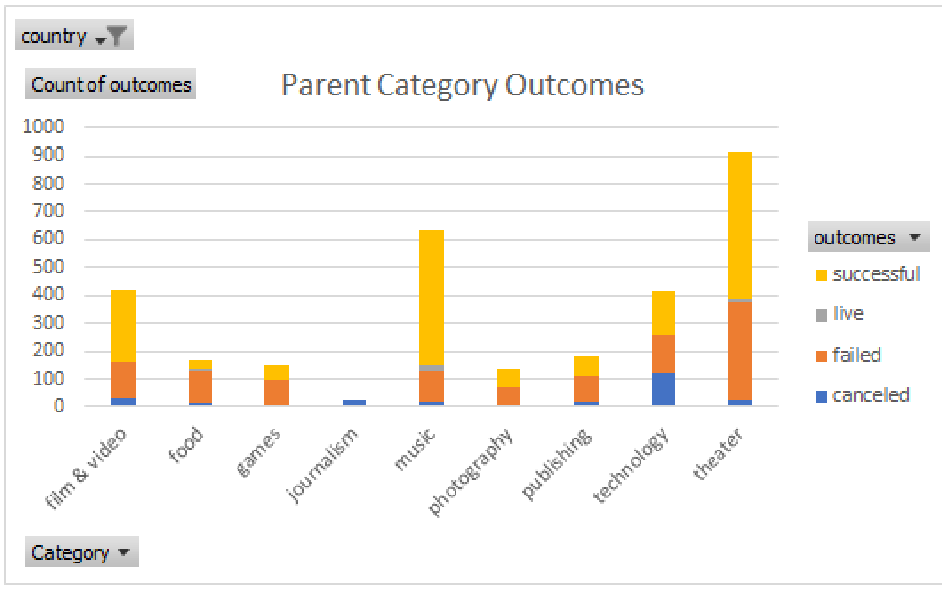 country
Count of outcomes
Parent Category Outcomes
1000
900
800
700
600
500
400
300
200
100
0
film & video
food
games
journalism
music
photography
publishing
technology
theater
outcomes
successful
live
failed
canceled
Category